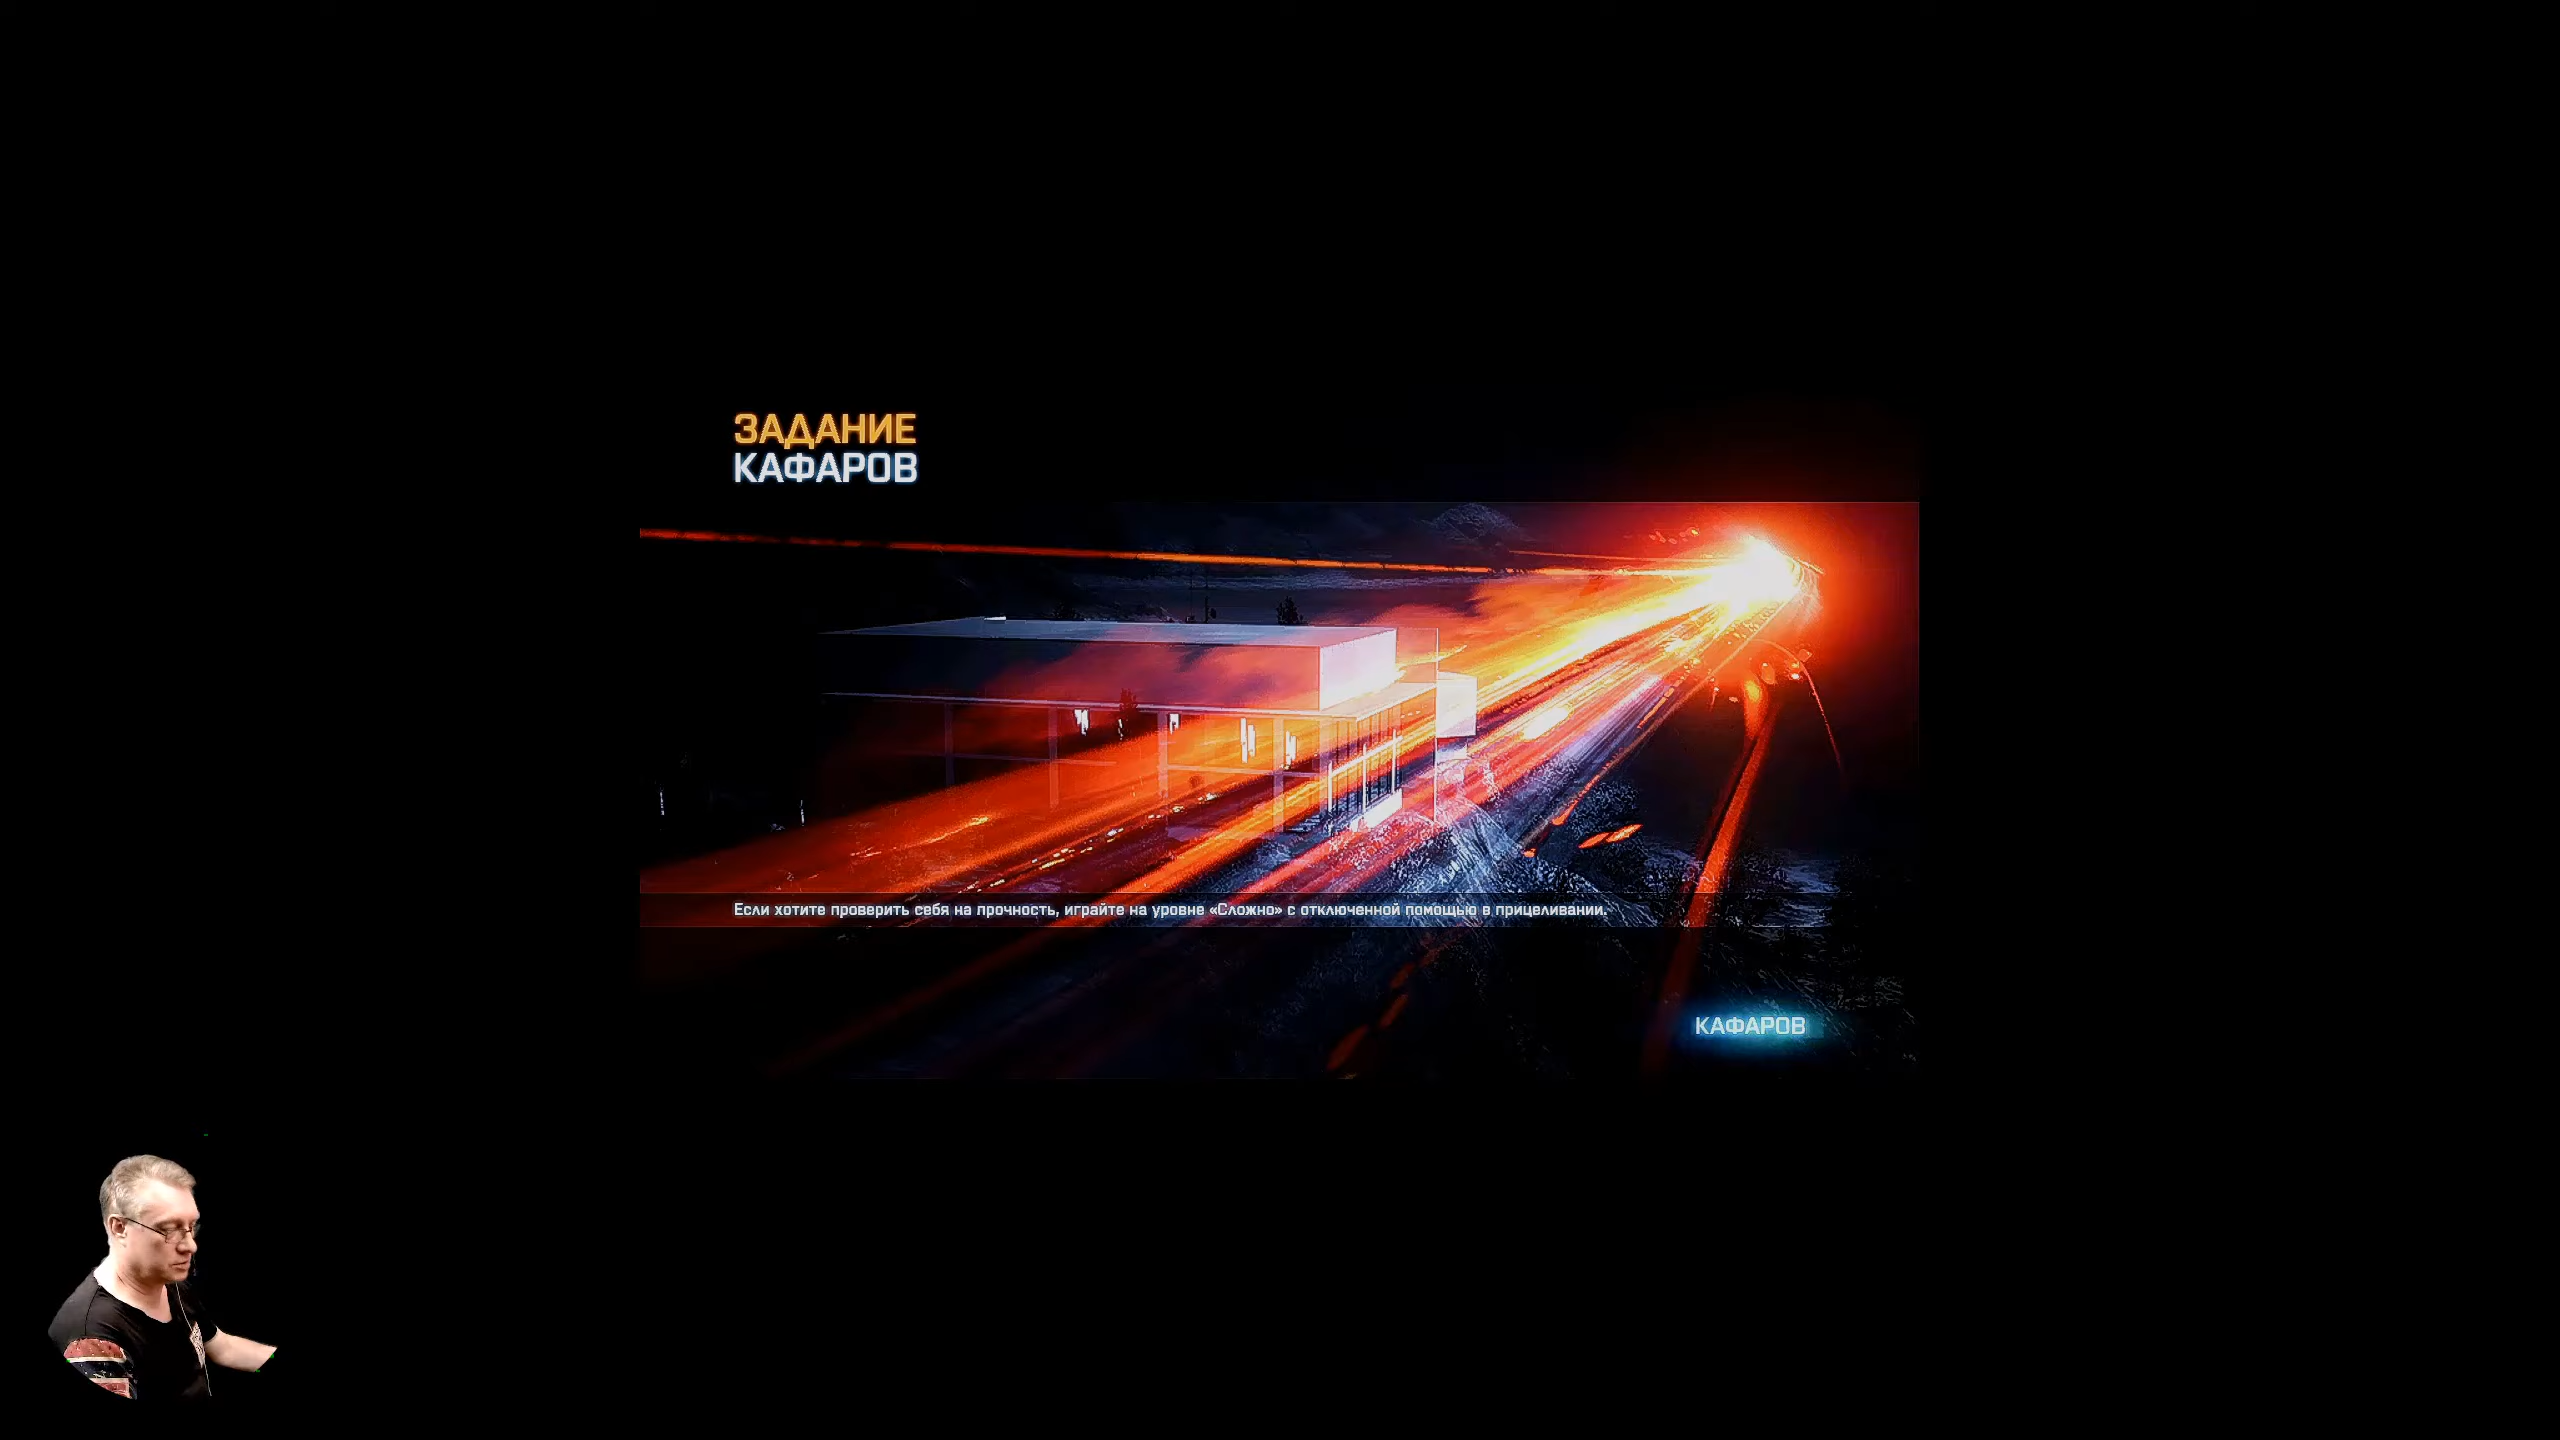 ЗАДАНИЕ
КАФАРОВ
Если хотите проверить себя на прочность, играйте на уровне «Сложно» с отключенной помощью в прицеливании.
КАФАРОВ